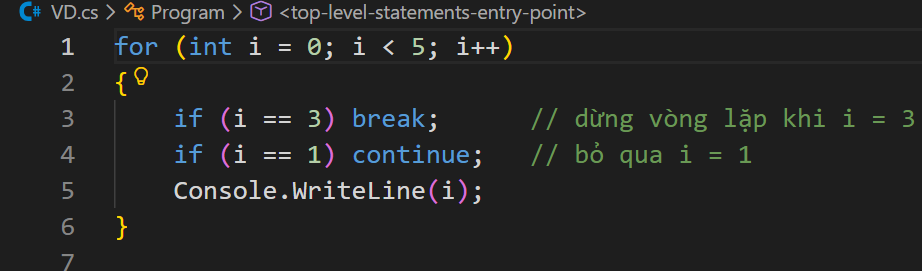 C# VD.cs > Program > <top-level-statements-entry-point>
1 for (int i = 0; i < 5; i++)
2 {
3 if (i == 3) break; // dừng vòng lặp khi i = 3
4 if (i == 1) continue; // bỏ qua i = 1
5 Console.WriteLine(i);
6 }
7